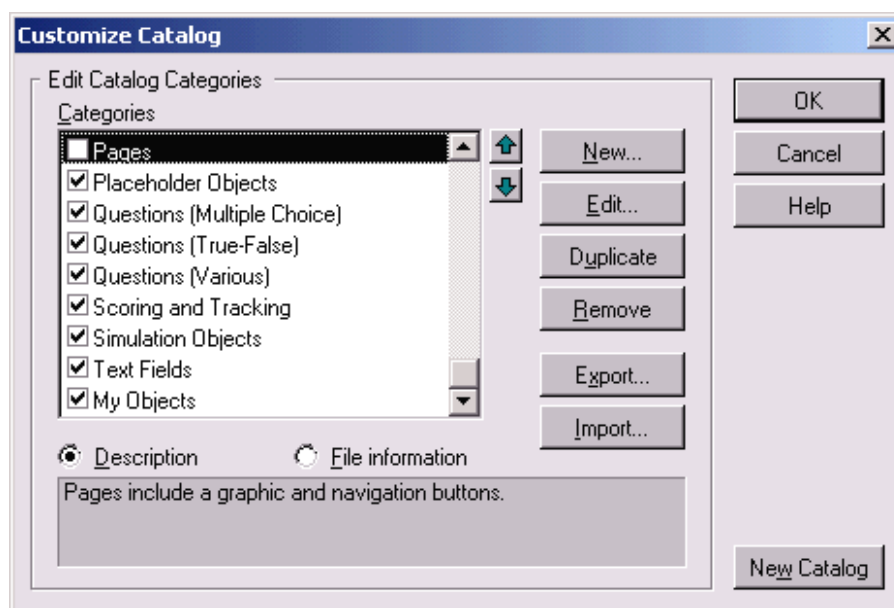 Customize Catalog
Edit Catalog Categories
Categories
Pages
Placeholder Objects
Questions (Multiple Choice)
Questions (True-False)
Questions (Various)
Scoring and Tracking
Simulation Objects
Text Fields
My Objects
New...
Edit...
Duplicate
Remove
Export...
Import...
Description
File information
Pages include a graphic and navigation buttons.
OK
Cancel
Help
New Catalog